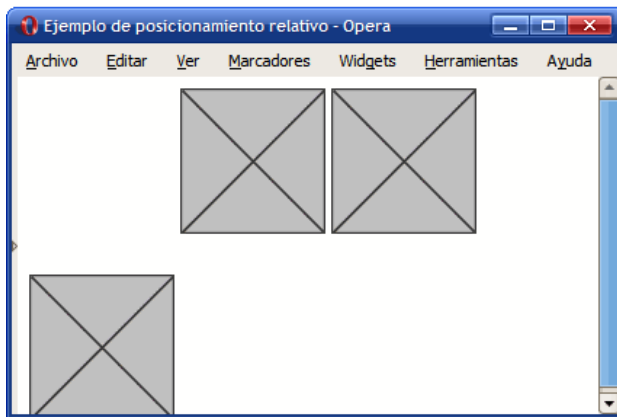 Ejemplo de posicionamiento relativo - Opera
Archivo Editar Ver Marcadores Widgets Herramientas Ayuda